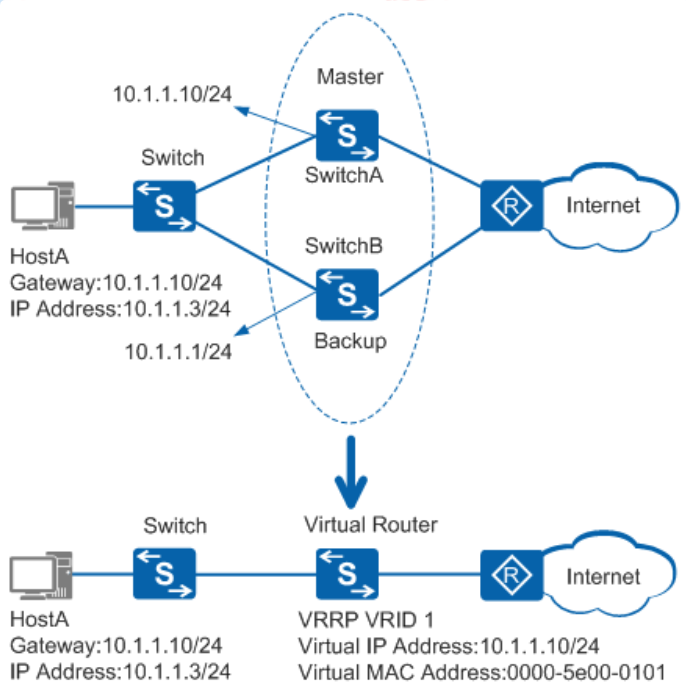 Master
10.1.1.10/24
S
SwitchA
Switch
S
R
Internet
HostA
Gateway:10.1.1.10/24
IP Address:10.1.1.3/24
SwitchB
S
10.1.1.1/24
Backup
Switch
Virtual Router
S
S
R
Internet
HostA
Gateway:10.1.1.10/24
IP Address:10.1.1.3/24
VRRP VRID 1
Virtual IP Address:10.1.1.10/24
Virtual MAC Address:0000-5e00-0101